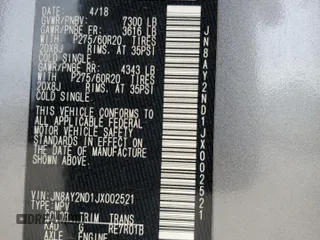 DATE: 4/18
GVWR/PNBV: 7300 LB
GAWR/PNBE FR: 3616 LB
WITH P275/60R20 TIRES
20X8J RIMS, AT 35PSI
COLD SINGLE
GAWR/PNBE RR: 4343 LB
WITH P275/60R20 TIRES
20X8J RIMS, AT 35PSI
COLD SINGLE
THIS VEHICLE CONFORMS TO ALL
APPLICABLE FEDERAL
MOTOR VEHICLE SAFETY
STANDARDS IN EFFECT ON THE
DATE OF MANUFACTURE
SHOWN ABOVE.
VIN: JN8AY2ND1JX002521
TYPE: MPV
COLOR TRIM TRANS
AAD G RE7R01B
AXLE ENGINE
JN8AY2ND1JX002521